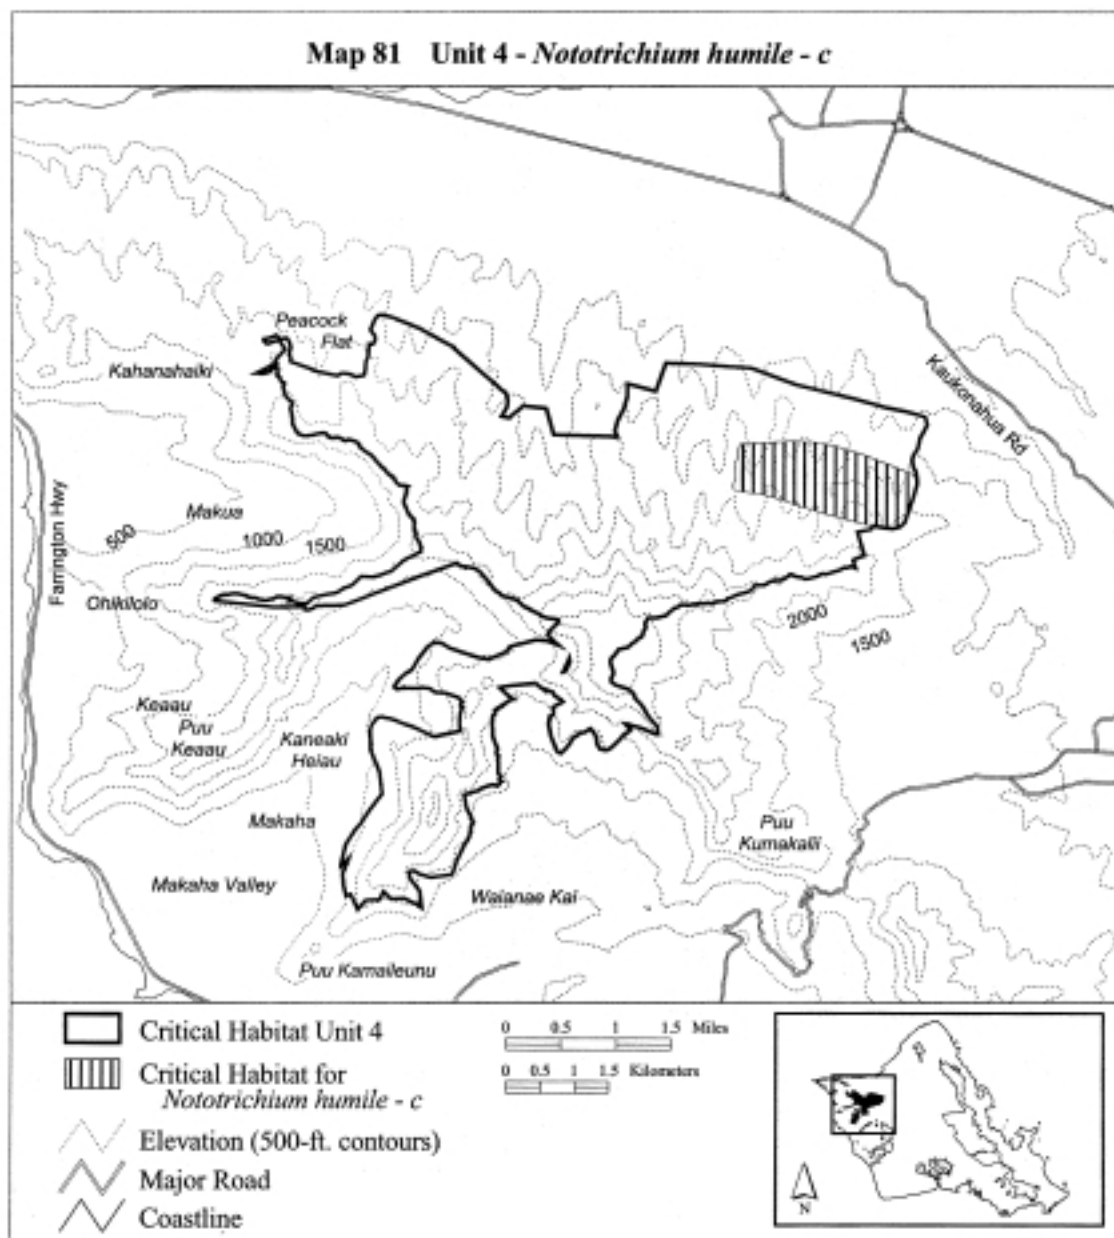 Map 81 Unit 4 - Nototrichium humile - c
Peacock
Flat
Kahanahaiki
Kaukonahua Rd
Farrington Hwy
Makua
500
1000
1500
Ohikilolo
2000
1500
Keaau
Puu
Keaau
Kaneaki
Heiau
Makaha
Puu
Kumakalii
Makaha Valley
Waianae Kai
Puu Kamaileunu
Critical Habitat Unit 4
Critical Habitat for
Nototrichium humile - c
Elevation (500-ft. contours)
Major Road
Coastline
0 0.5 1 1.5 Miles
0 0.5 1 1.5 Kilometers
N